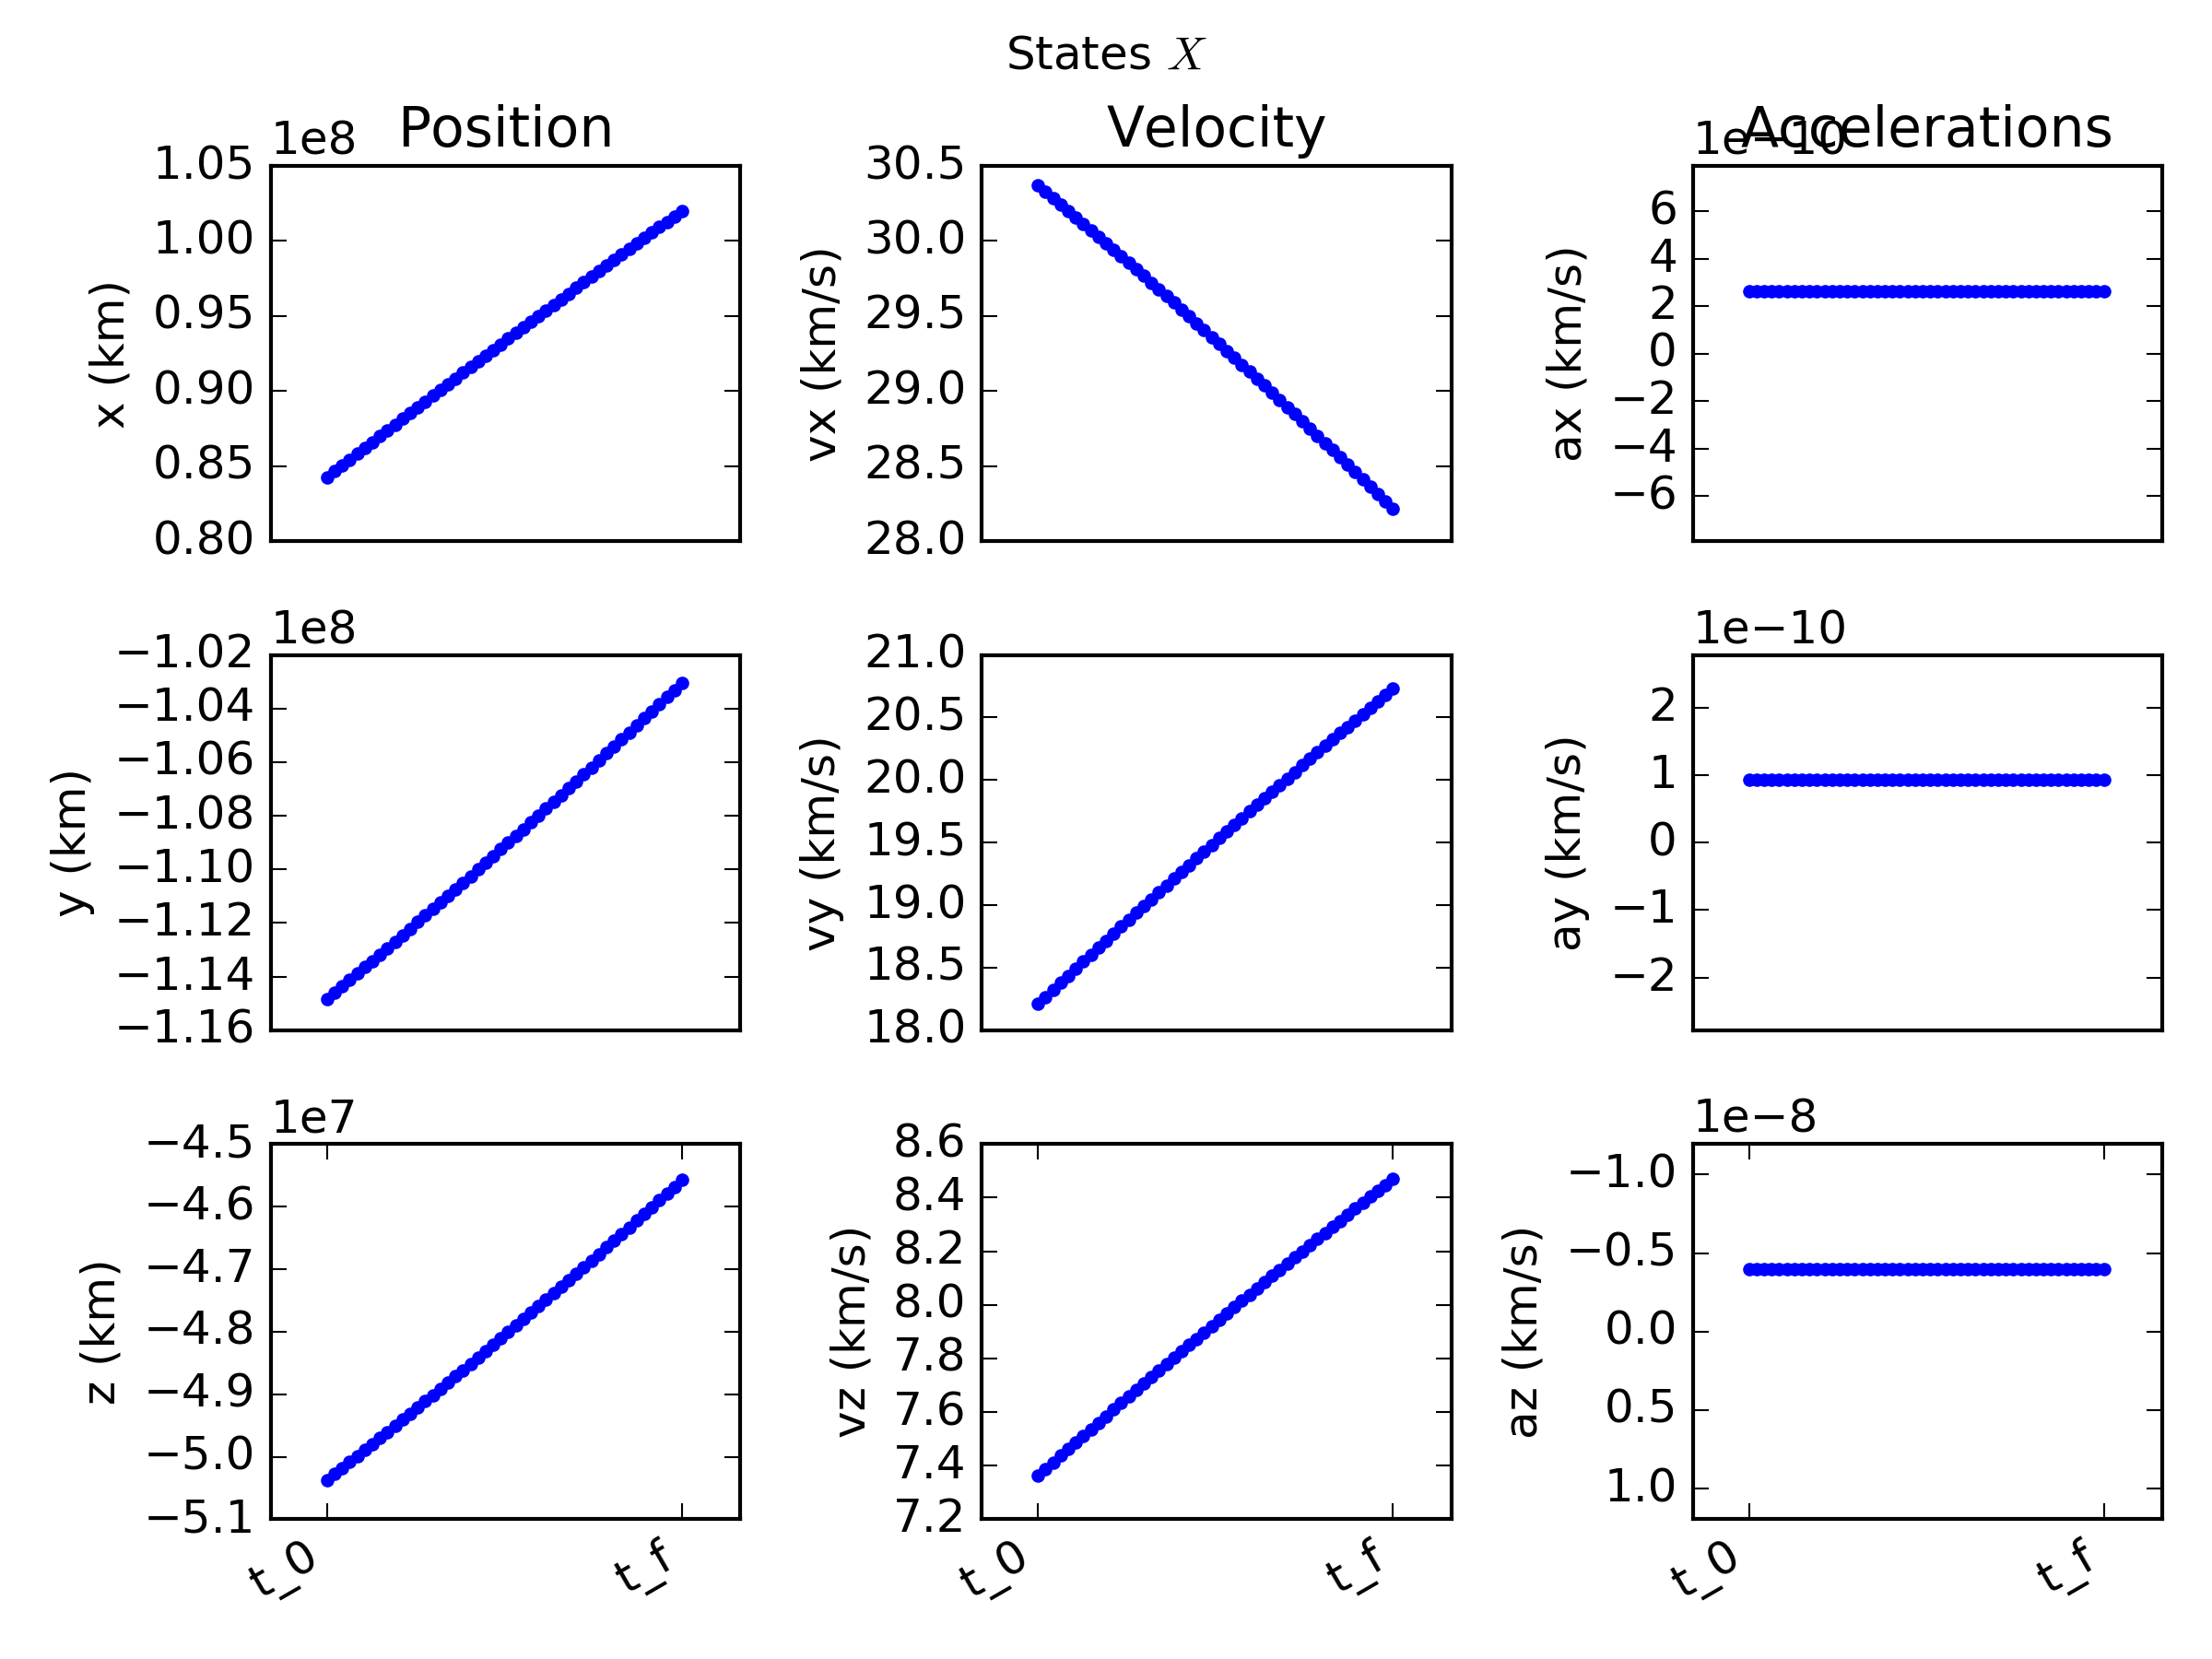 States X
Position
Velocity
Accelerations
1e8
1e−10
1.05
1.00
0.95
0.90
0.85
0.80
x (km)
30.5
30.0
29.5
29.0
28.5
28.0
vx (km/s)
6
4
2
0
−2
−4
−6
ax (km/s)
1e8
−1.02
−1.04
−1.06
−1.08
−1.10
−1.12
−1.14
−1.16
y (km)
21.0
20.5
20.0
19.5
19.0
18.5
18.0
vy (km/s)
1e−10
2
1
0
−1
−2
ay (km/s)
1e7
−4.5
−4.6
−4.7
−4.8
−4.9
−5.0
−5.1
z (km)
t_0
t_f
8.6
8.4
8.2
8.0
7.8
7.6
7.4
7.2
vz (km/s)
t_0
t_f
1e−8
−1.0
−0.5
0.0
0.5
1.0
az (km/s)
t_0
t_f